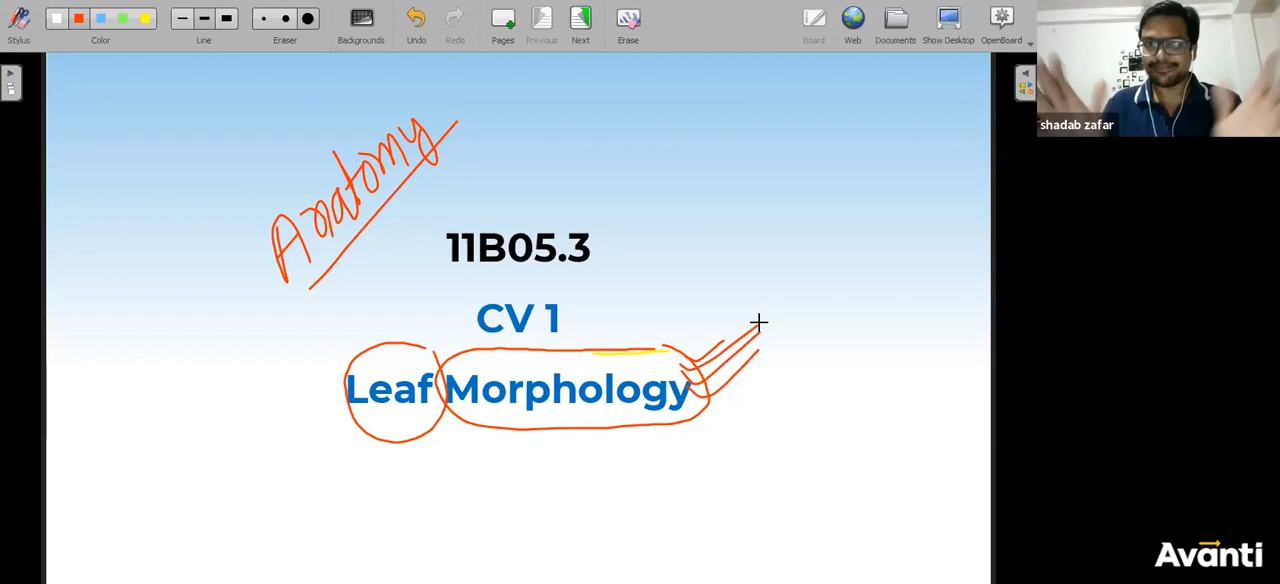 Stylus
Color
Line
Eraser
Backgrounds
Undo
Redo
Pages
Previous
Next
Erase
Board
Web
Documents
Show Desktop
OpenBoard
shadab zafar
Anatomy
11B05.3
CV 1
Leaf Morphology
Avanti